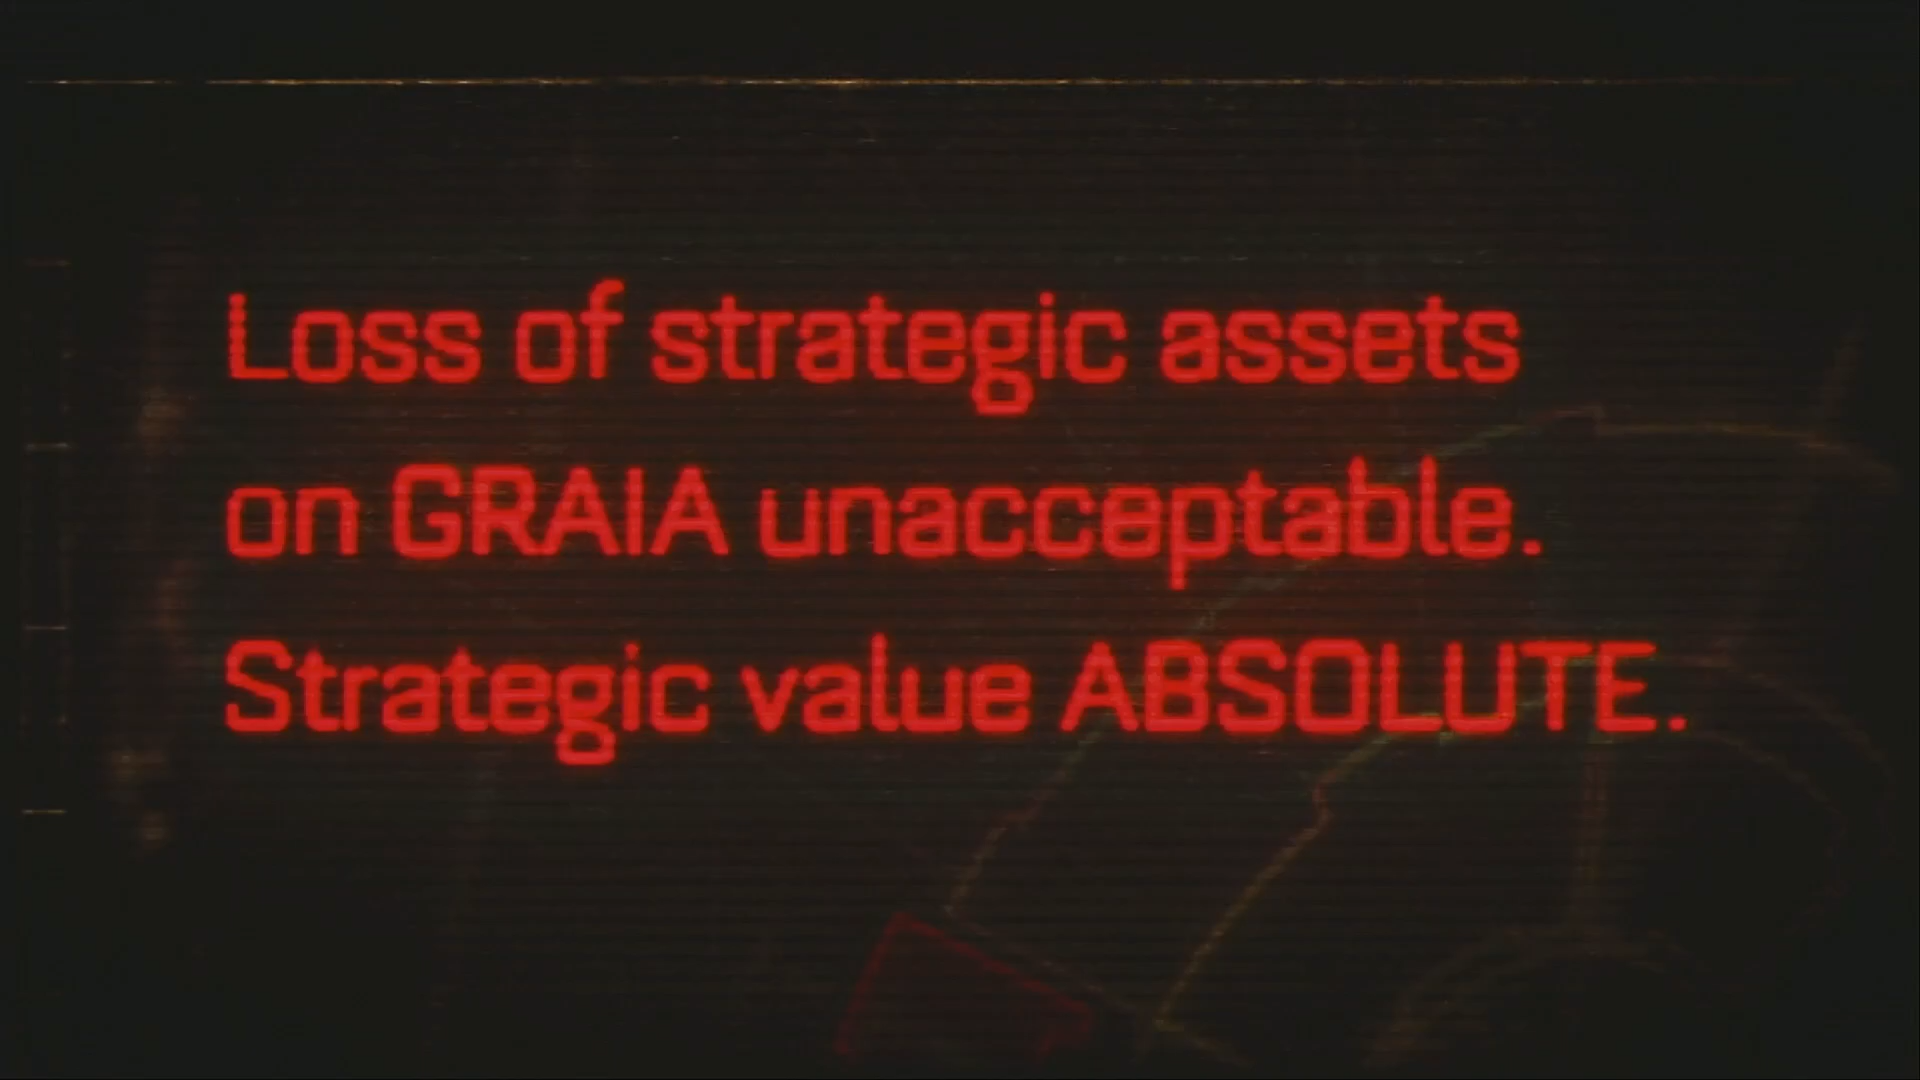 Loss of strategic assets
on GRAIA unacceptable.
Strategic value ABSOLUTE.